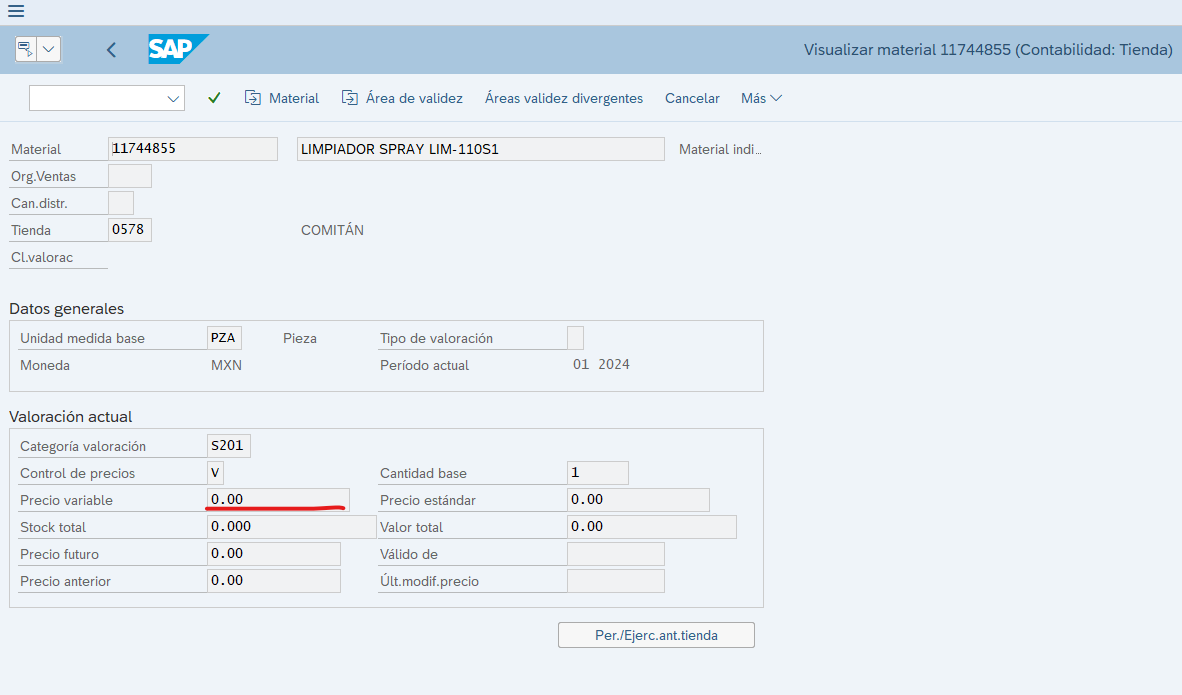 SAP Visualizar material 11744855 (Contabilidad: Tienda)
Material Área de validez Áreas validez divergentes Cancelar Más
Material 11744855 LIMPIADOR SPRAY LIM-110S1 Material indi...
Org.Ventas
Can.distr.
Tienda 0578 COMITÁN
Cl.valorac
Datos generales
Unidad medida base PZA Pieza Tipo de valoración
Moneda MXN Período actual 01 2024
Valoración actual
Categoría valoración S201
Control de precios V Cantidad base 1
Precio variable 0.00 Precio estándar 0.00
Stock total 0.000 Valor total 0.00
Precio futuro 0.00 Válido de
Precio anterior 0.00 Últ.modif.precio
Per./Ejerc.ant.tienda